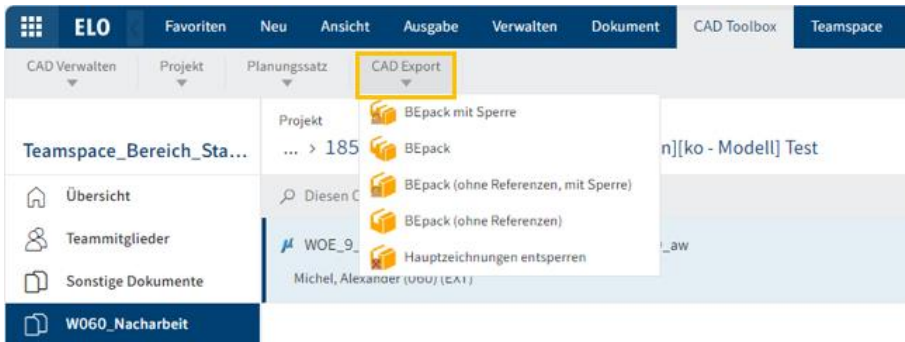 ELO Favoriten Neu Ansicht Ausgabe Verwalten Dokument CAD Toolbox Teamspace
CAD Verwalten Projekt Planungssatz CAD Export
Teamspace_Bereich_Sta...
Übersicht
Teammitglieder
Sonstige Dokumente
W060_Nacharbeit
Projekt
... > 185 n][ko - Modell] Test
Diesen C
WOE_9_ _aw
Michel, Alexander (060) (EXT)
BEpack mit Sperre
BEpack
BEpack (ohne Referenzen, mit Sperre)
BEpack (ohne Referenzen)
Hauptzeichnungen entsperren